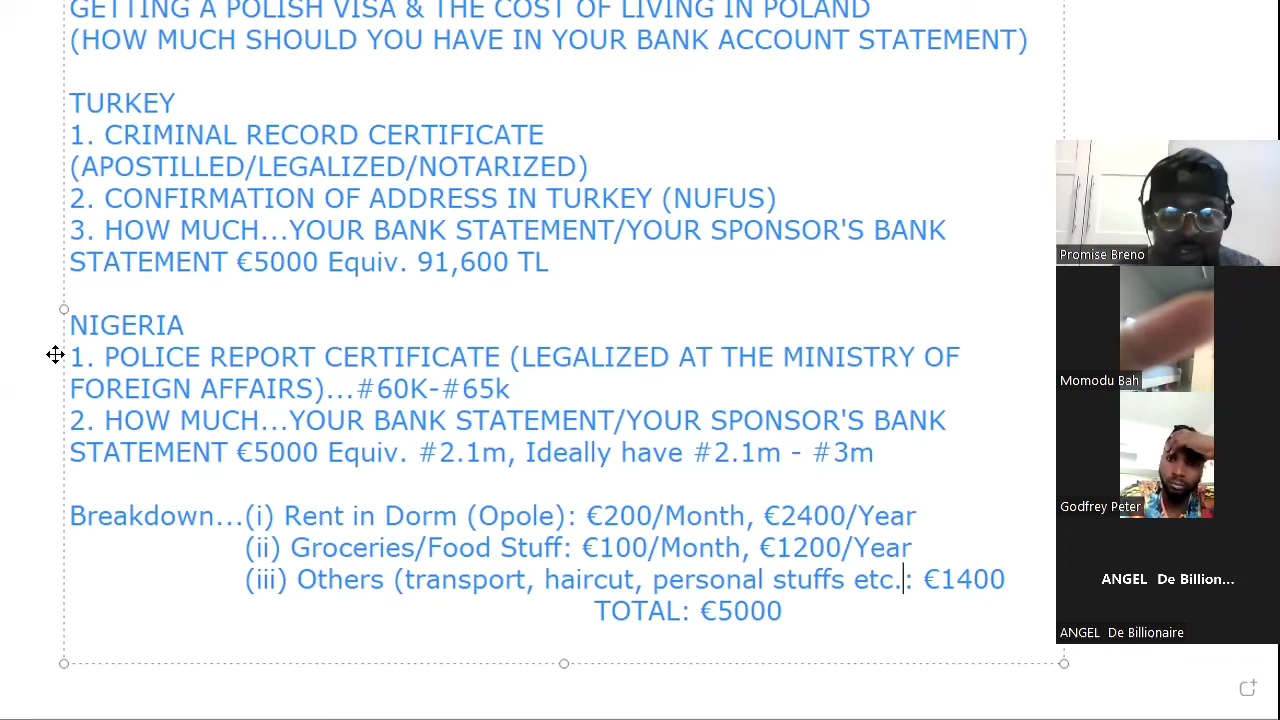 GETTING A POLISH VISA & THE COST OF LIVING IN POLAND
(HOW MUCH SHOULD YOU HAVE IN YOUR BANK ACCOUNT STATEMENT)
TURKEY
1. CRIMINAL RECORD CERTIFICATE
(APOSTILLED/LEGALIZED/NOTARIZED)
2. CONFIRMATION OF ADDRESS IN TURKEY (NUFUS)
3. HOW MUCH...YOUR BANK STATEMENT/YOUR SPONSOR'S BANK
STATEMENT €5000 Equiv. 91,600 TL
NIGERIA
1. POLICE REPORT CERTIFICATE (LEGALIZED AT THE MINISTRY OF
FOREIGN AFFAIRS)...#60K-#65k
2. HOW MUCH...YOUR BANK STATEMENT/YOUR SPONSOR'S BANK
STATEMENT €5000 Equiv. #2.1m, Ideally have #2.1m - #3m
Breakdown...(i) Rent in Dorm (Opole): €200/Month, €2400/Year
(ii) Groceries/Food Stuff: €100/Month, €1200/Year
(iii) Others (transport, haircut, personal stuffs etc.: €1400
TOTAL: €5000
Promise Breno
Momodu Bah
Godfrey Peter
ANGEL De Billion...
ANGEL De Billionaire